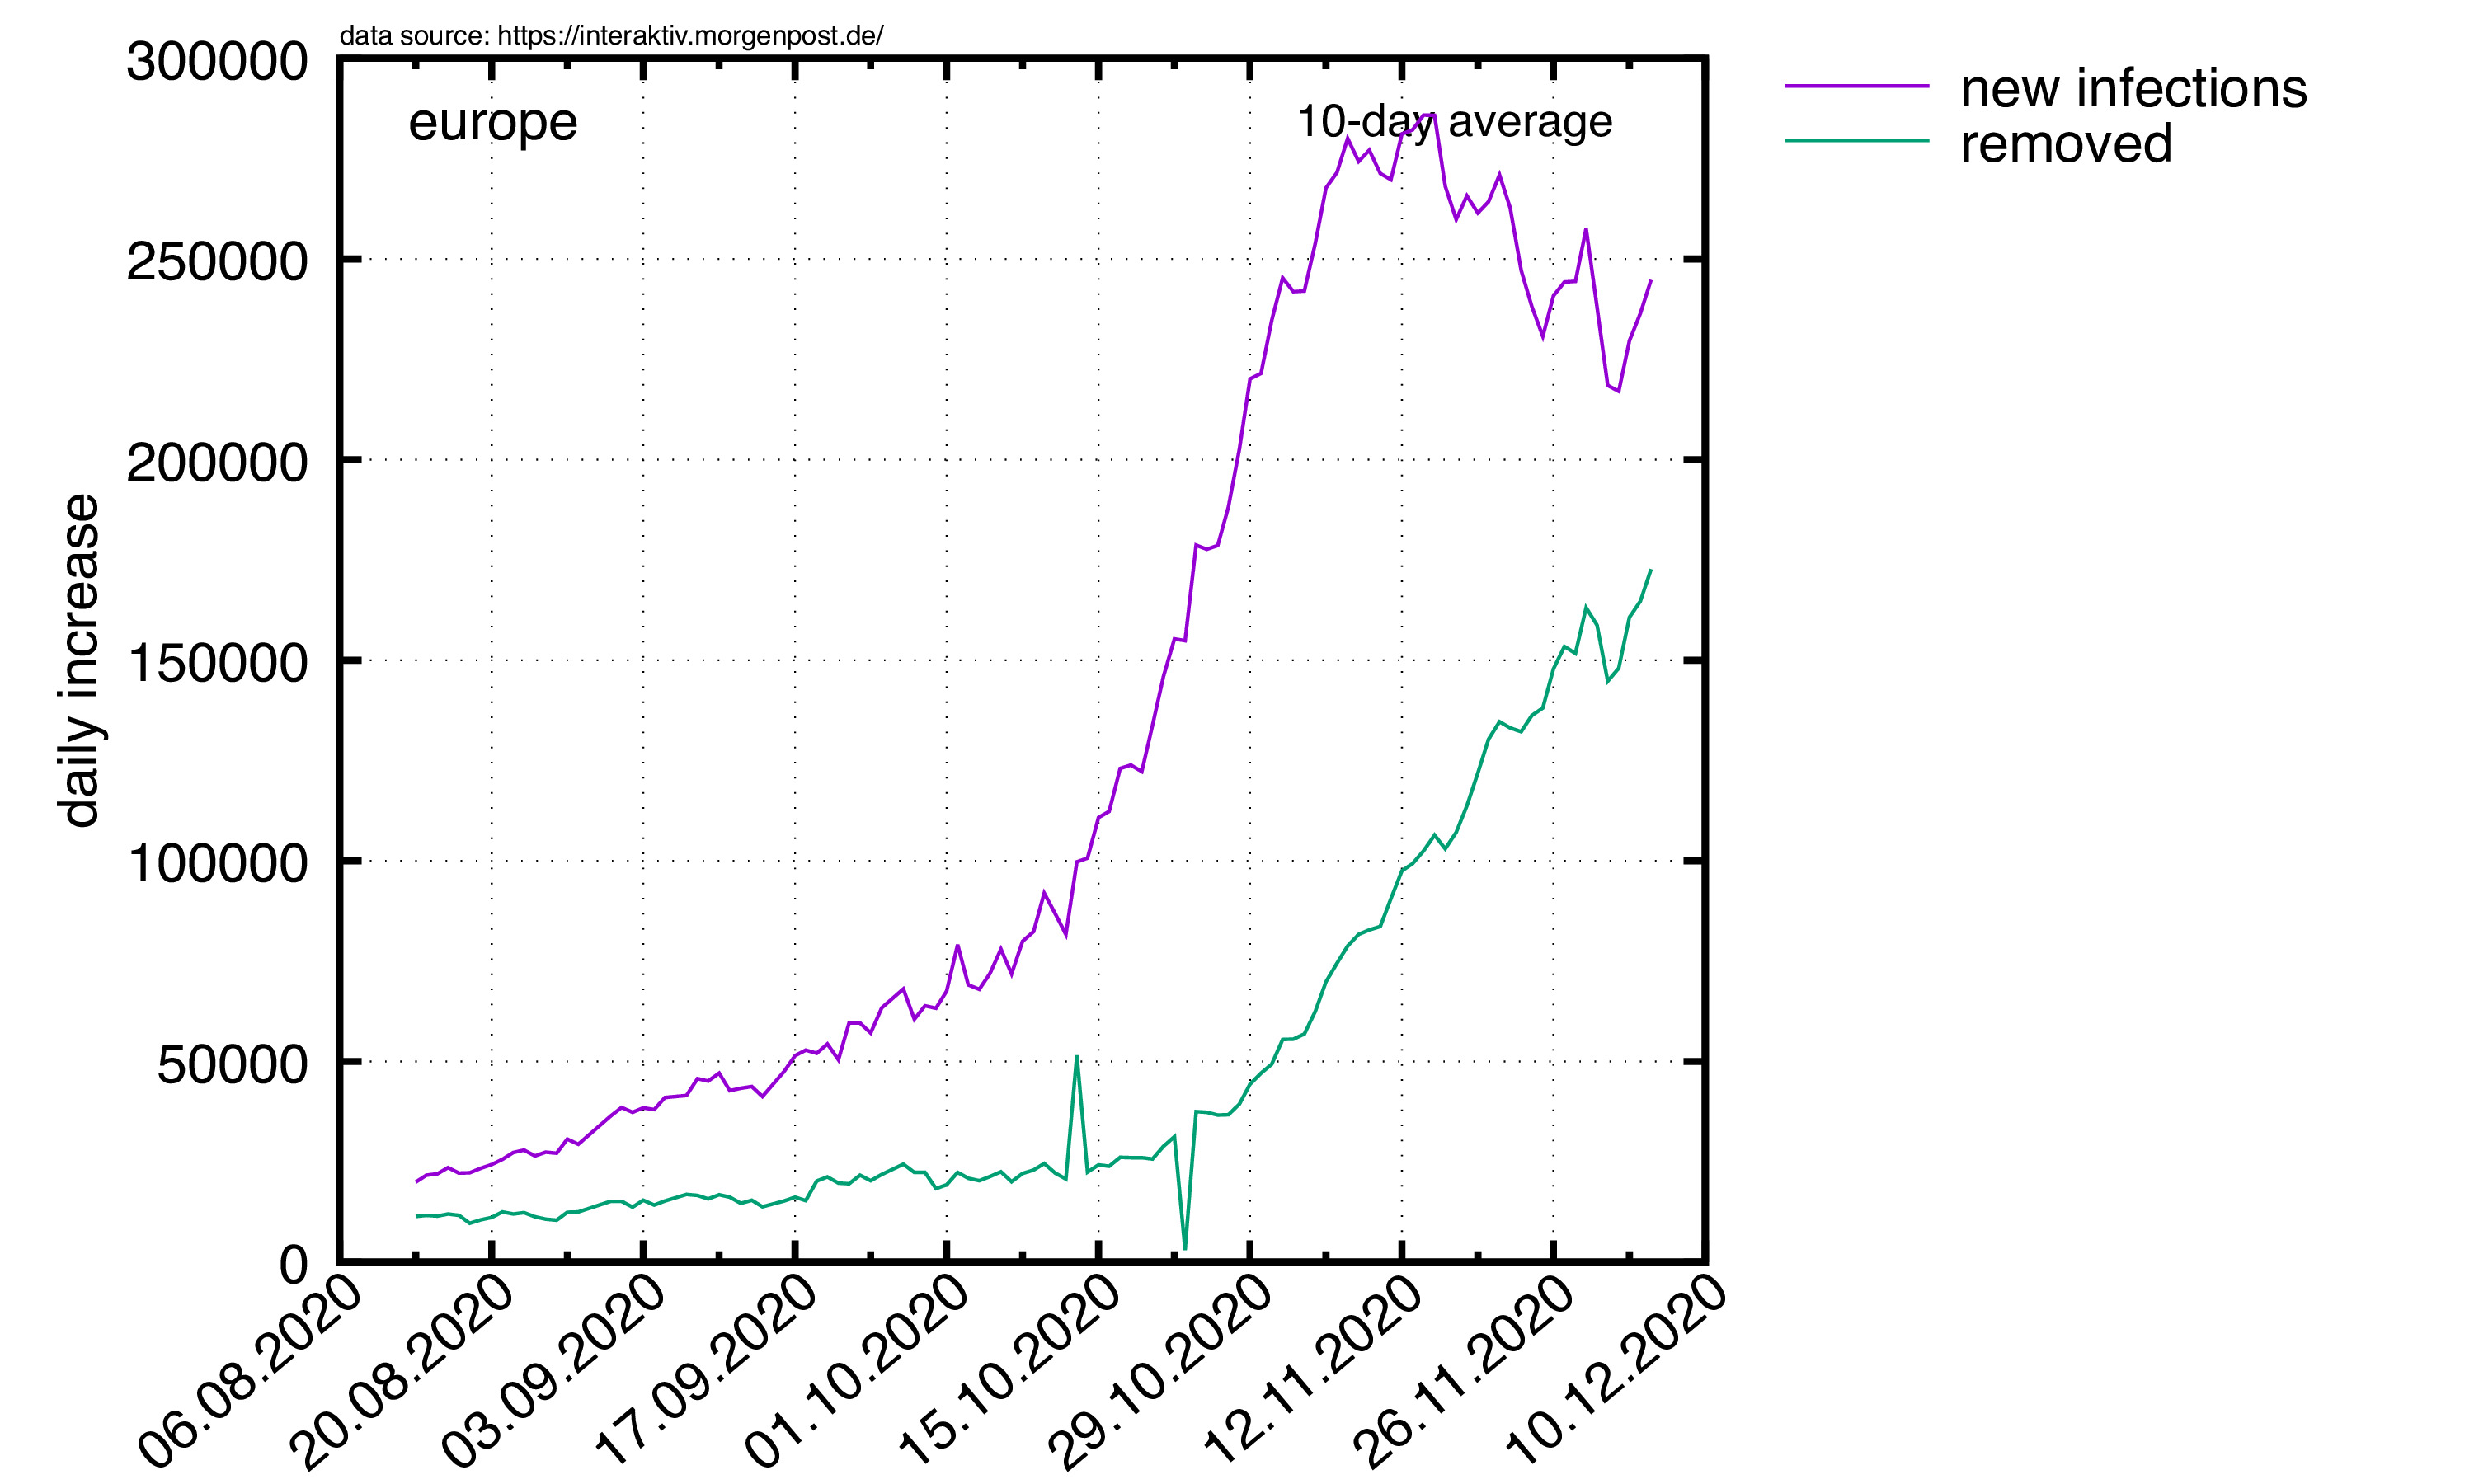 data source: https://interaktiv.morgenpost.de/
300000
250000
200000
150000
100000
50000
0
daily increase
europe
10-day average
new infections
removed
06.08.2020
20.08.2020
03.09.2020
17.09.2020
01.10.2020
15.10.2020
29.10.2020
12.11.2020
26.11.2020
10.12.2020